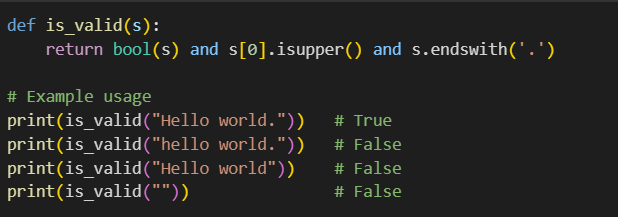 def is_valid(s):
    return bool(s) and s[0].isupper() and s.endswith('.')

# Example usage
print(is_valid("Hello world."))   # True
print(is_valid("hello world."))   # False
print(is_valid("Hello world"))    # False
print(is_valid(""))               # False